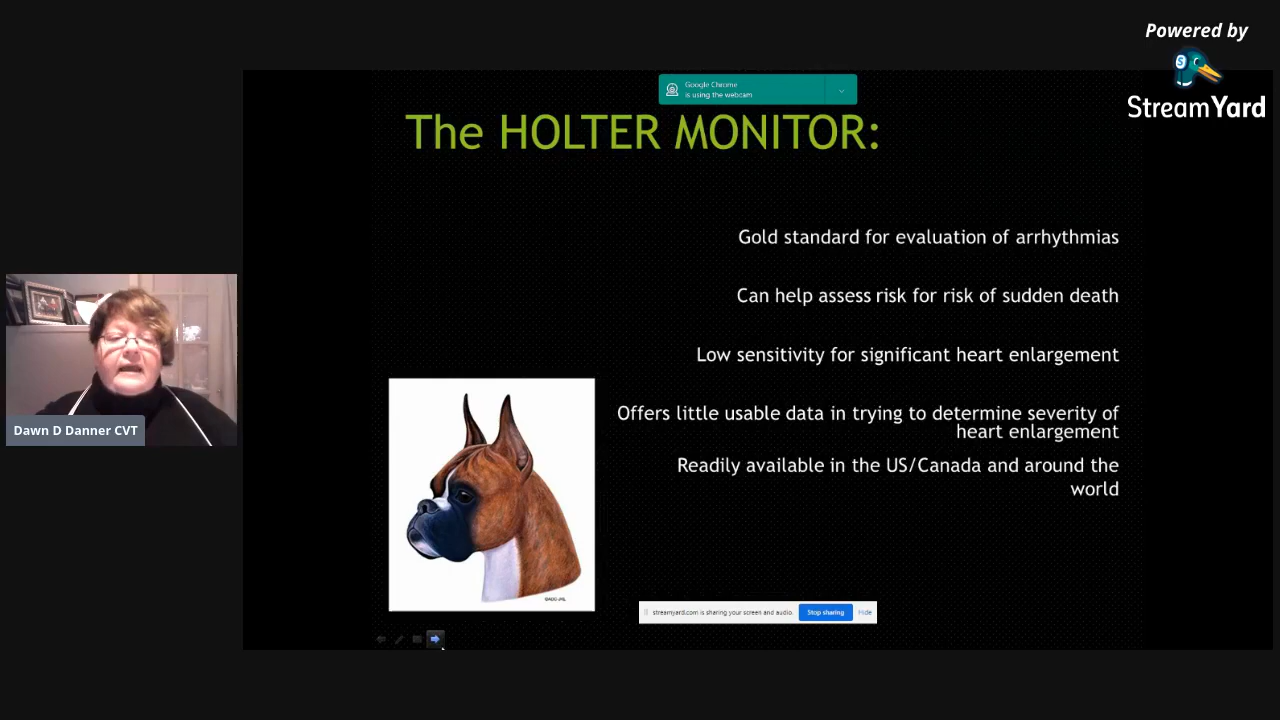 Powered by
StreamYard
Google Chrome
is using the webcam
The HOLTER MONITOR:
Gold standard for evaluation of arrhythmias
Can help assess risk for risk of sudden death
Low sensitivity for significant heart enlargement
Offers little usable data in trying to determine severity of
heart enlargement
Readily available in the US/Canada and around the
world
Dawn D Danner CVT
streamyard.com is sharing your screen and audio.
Stop sharing
Hide